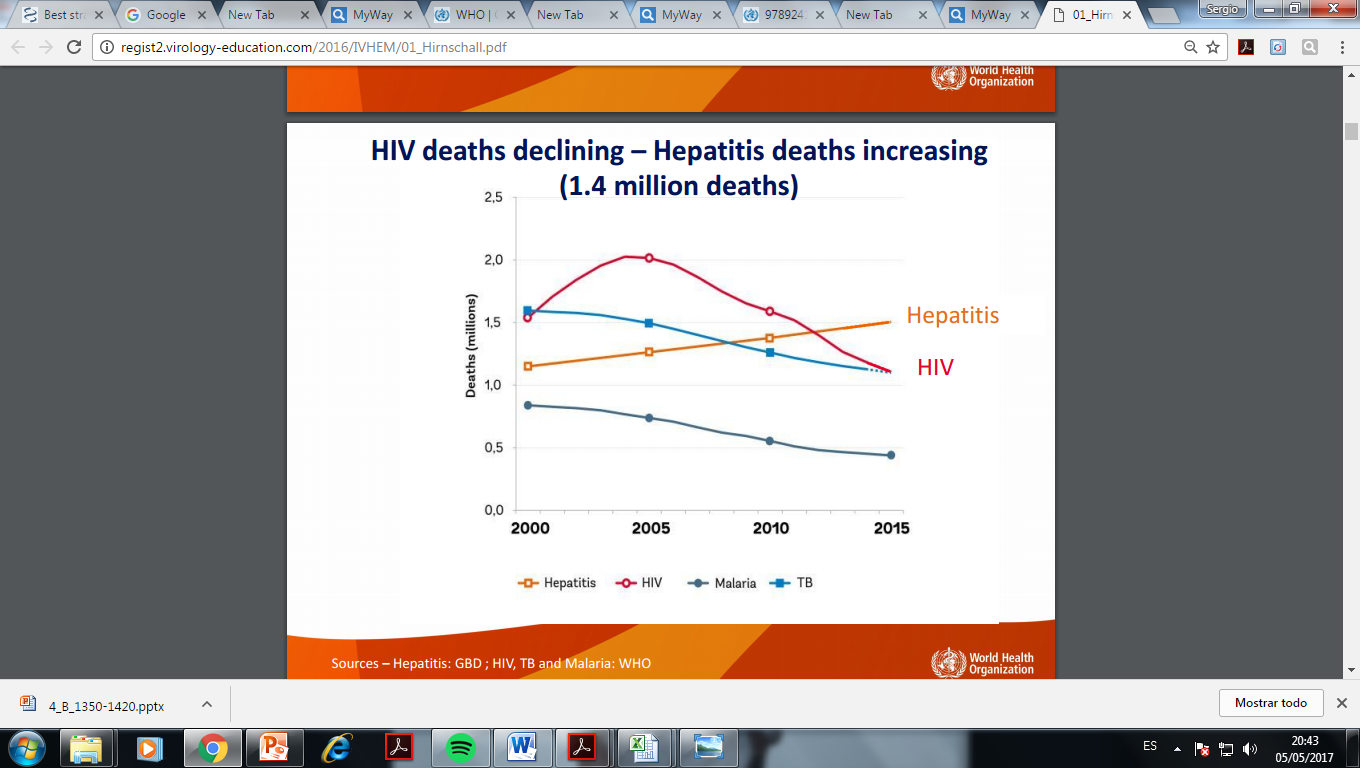 Best stra
Google
New Tab
MyWay
WHO | G
New Tab
MyWay
978924
New Tab
MyWay
01_Hirn
Sergio
regist2.virology-education.com/2016/IVHEM/01_Hirnschall.pdf
World Health
Organization
HIV deaths declining – Hepatitis deaths increasing
(1.4 million deaths)
Deaths (millions)
2,5
2,0
1,5
1,0
0,5
0,0
Hepatitis
HIV
2000 2005 2010 2015
Hepatitis HIV Malaria TB
Sources – Hepatitis: GBD ; HIV, TB and Malaria: WHO
World Health
Organization
4_B_1350-1420.pptx
Mostrar todo
ES
20:43
05/05/2017